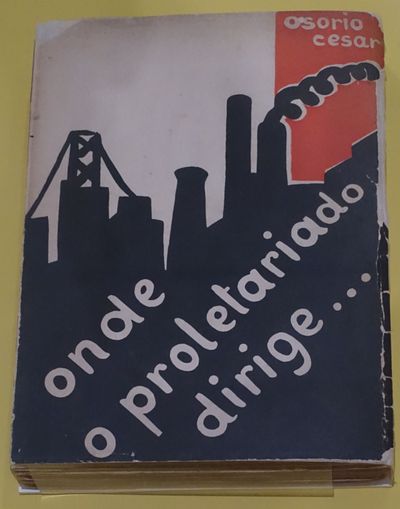 osorio
cesar
onde
o proletariado
dirige...